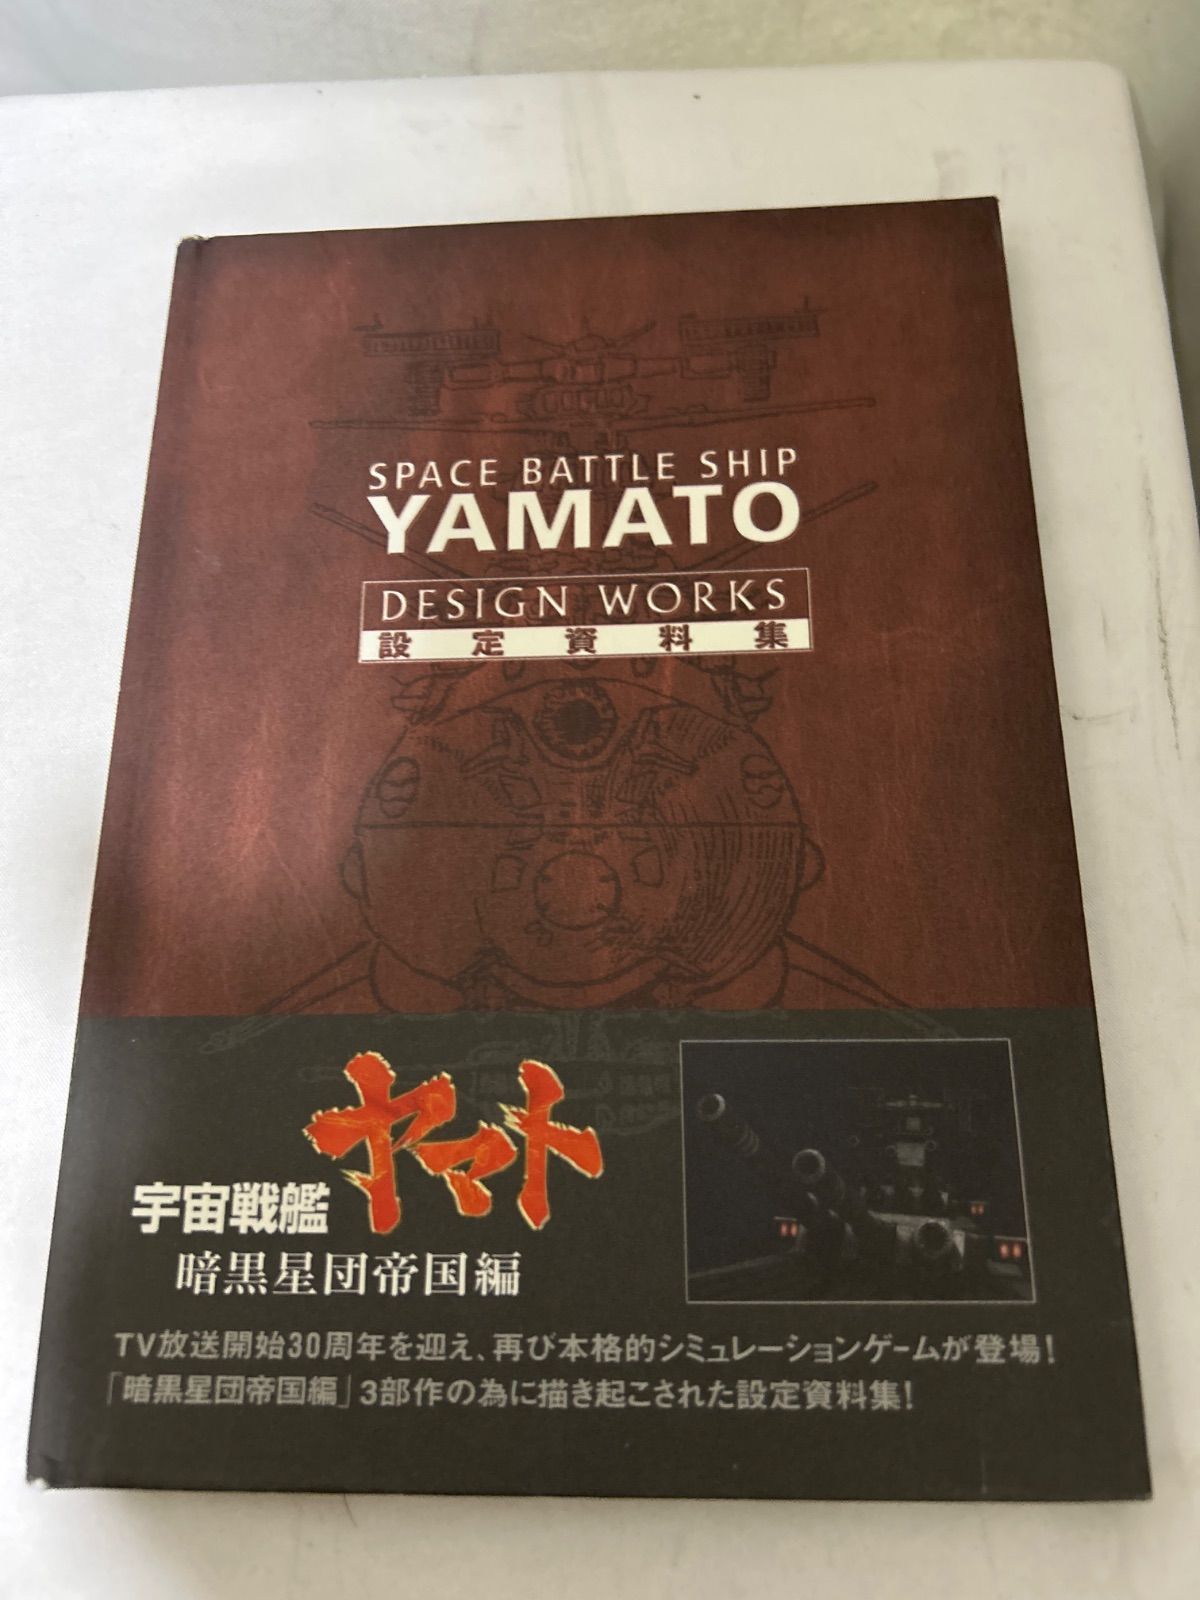 SPACE BATTLE SHIP
YAMATO
DESIGN WORKS
設定資料集
宇宙戦艦ヤマト
暗黒星団帝国編
TV放送開始30周年を迎え、再び本格的シミュレーションゲームが登場!
「暗黒星団帝国編」3部作の為に描き起こされた設定資料集!